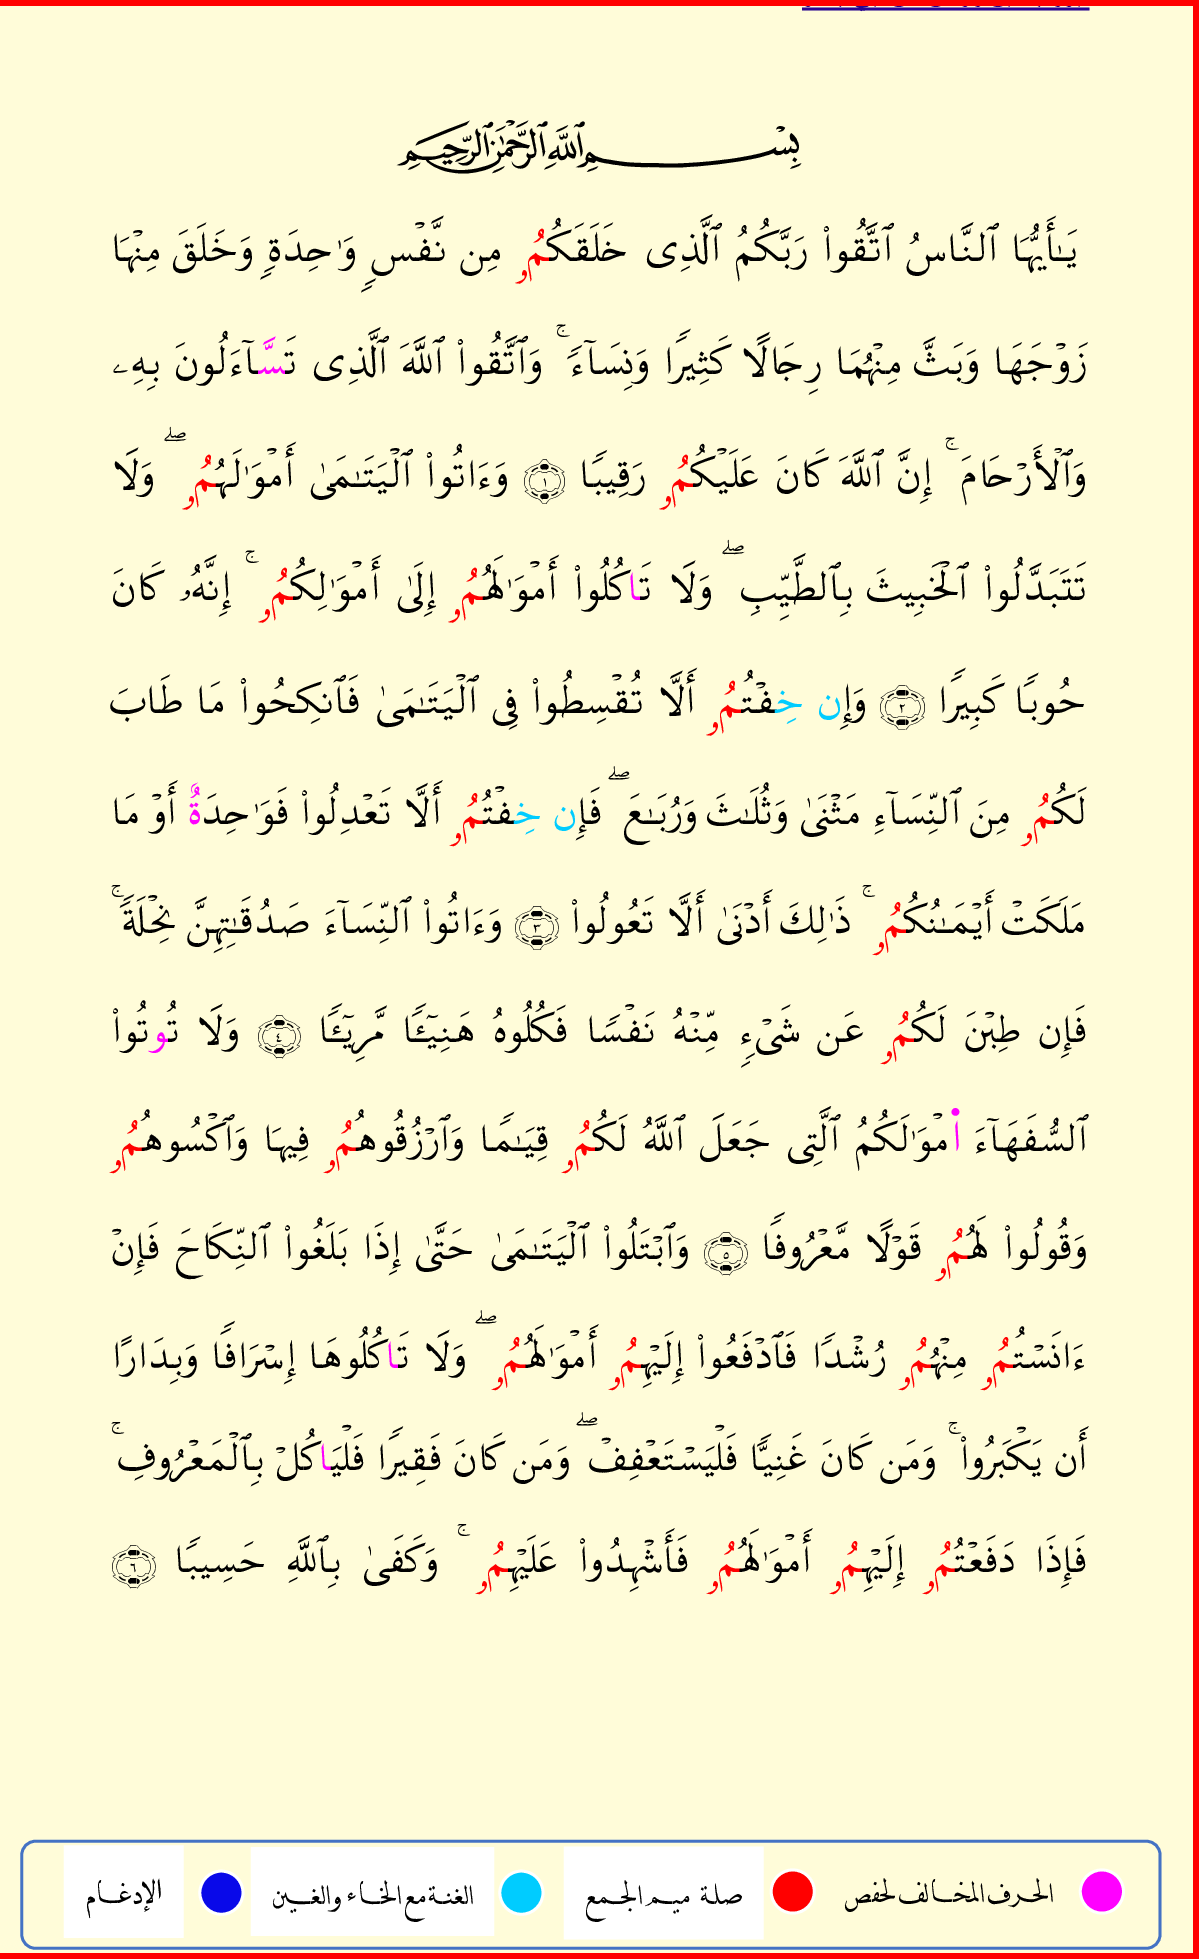 بِسْمِ ٱللَّهِ ٱلرَّحْمَٰنِ ٱلرَّحِيمِ
يَـٰٓأَيُّهَا ٱلنَّاسُ ٱتَّقُوا۟ رَبَّكُمُ ٱلَّذِى خَلَقَكُمُۥ مِن نَّفْسٍ وَٰحِدَةٍ وَخَلَقَ مِنْهَا
زَوْجَهَا وَبَثَّ مِنْهُمَا رِجَالًا كَثِيرًا وَنِسَآءً ۚ وَٱتَّقُوا۟ ٱللَّهَ ٱلَّذِى تَسَّآءَلُونَ بِهِۦ
وَٱلْأَرْحَامَ ۚ إِنَّ ٱللَّهَ كَانَ عَلَيْكُمُۥ رَقِيبًا ١ وَءَاتُوا۟ ٱلْيَتَـٰمَىٰ أَمْوَٰلَهُمُۥ ۖ وَلَا
تَتَبَدَّلُوا۟ ٱلْخَبِيثَ بِٱلطَّيِّبِ ۖ وَلَا تَاكُلُوا۟ أَمْوَٰلَهُمُۥ إِلَىٰ أَمْوَٰلِكُمُۥ ۚ إِنَّهُۥ كَانَ
حُوبًا كَبِيرًا ٢ وَإِن خِفْتُمُۥ أَلَّا تُقْسِطُوا۟ فِى ٱلْيَتَـٰمَىٰ فَٱنكِحُوا۟ مَا طَابَ
لَكُمُۥ مِنَ ٱلنِّسَآءِ مَثْنَىٰ وَثُلَـٰثَ وَرُبَـٰعَ ۖ فَإِن خِفْتُمُۥ أَلَّا تَعْدِلُوا۟ فَوَٰحِدَةٌ أَوْ مَا
مَلَكَتْ أَيْمَـٰنُكُمُۥ ۚ ذَٰلِكَ أَدْنَىٰ أَلَّا تَعُولُوا۟ ٣ وَءَاتُوا۟ ٱلنِّسَآءَ صَدُقَـٰتِهِنَّ نِحْلَةً ۚ
فَإِن طِبْنَ لَكُمُۥ عَن شَىْءٍ مِّنْهُ نَفْسًا فَكُلُوهُ هَنِيٓـًٔا مَّرِيٓـًٔا ٤ وَلَا تُوتُوا۟
ٱلسُّفَهَآءَ ا۬مْوَٰلَكُمُ ٱلَّتِى جَعَلَ ٱللَّهُ لَكُمُۥ قِيَـٰمًا وَٱرْزُقُوهُمُۥ فِيهَا وَٱكْسُوهُمُۥ
وَقُولُوا۟ لَهُمُۥ قَوْلًا مَّعْرُوفًا ٥ وَٱبْتَلُوا۟ ٱلْيَتَـٰمَىٰ حَتَّىٰ إِذَا بَلَغُوا۟ ٱلنِّكَاحَ فَإِنْ
ءَانَسْتُمُۥ مِنْهُمُۥ رُشْدًا فَٱدْفَعُوا۟ إِلَيْهِمُۥ أَمْوَٰلَهُمُۥ ۖ وَلَا تَاكُلُوهَا إِسْرَافًا وَبِدَارًا
أَن يَكْبَرُوا۟ ۚ وَمَن كَانَ غَنِيًّا فَلْيَسْتَعْفِفْ ۖ وَمَن كَانَ فَقِيرًا فَلْيَاكُلْ بِٱلْمَعْرُوفِ ۚ
فَإِذَا دَفَعْتُمُۥ إِلَيْهِمُۥ أَمْوَٰلَهُمُۥ فَأَشْهِدُوا۟ عَلَيْهِمُۥ ۚ وَكَفَىٰ بِٱللَّهِ حَسِيبًا ٦
الحرف المخالف لحفص صلة ميم الجمع الغنة مع الخاء والغين الإدغام